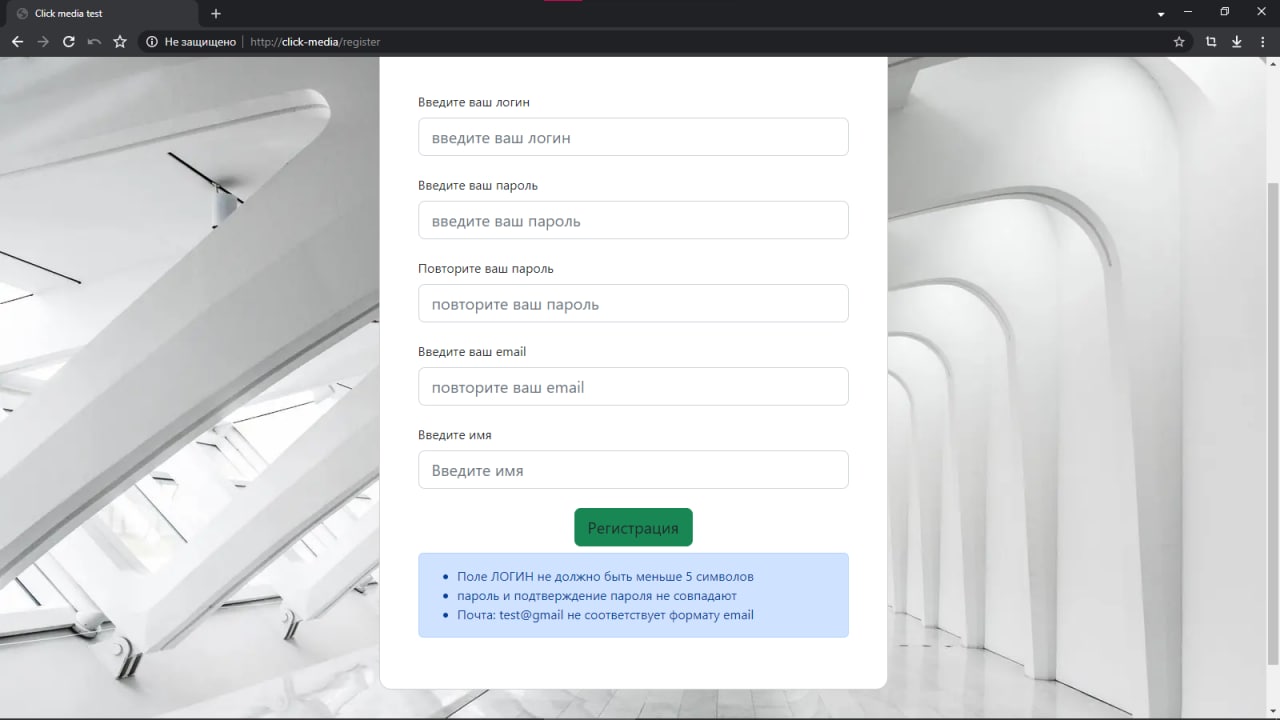 Click media test
Не защищено http://click-media/register
Введите ваш логин
введите ваш логин
Введите ваш пароль
введите ваш пароль
Повторите ваш пароль
повторите ваш пароль
Введите ваш email
повторите ваш email
Введите имя
Введите имя
Регистрация
• Поле ЛОГИН не должно быть меньше 5 символов
• пароль и подтверждение пароля не совпадают
• Почта: test@gmail не соответствует формату email